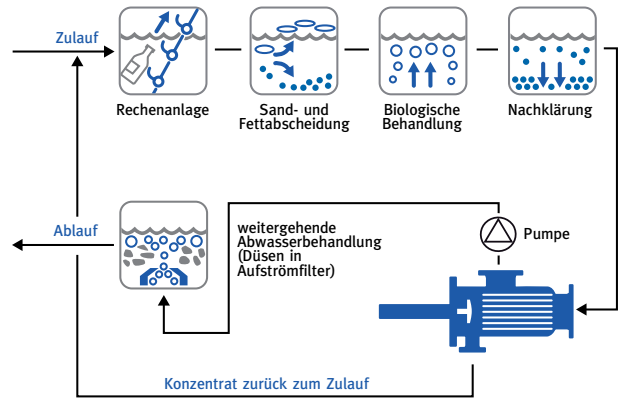 Zulauf
Rechenanlage
Sand- und
Fettabscheidung
Biologische
Behandlung
Nachklärung
Ablauf
weitergehende
Abwasserbehandlung
(Düsen in
Aufströmfilter)
Pumpe
Konzentrat zurück zum Zulauf